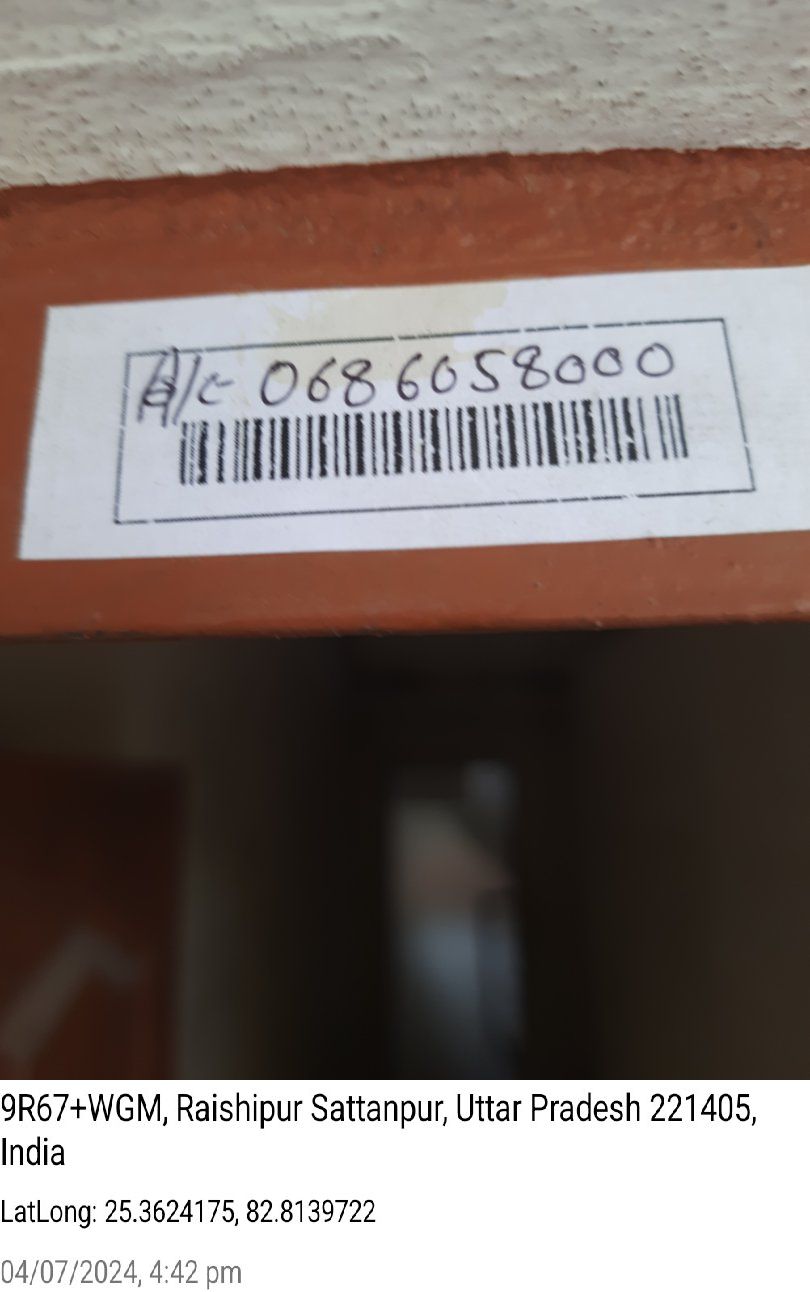 A/c 0686058000
9R67+WGM, Raishipur Sattanpur, Uttar Pradesh 221405,
India
LatLong: 25.3624175, 82.8139722
04/07/2024, 4:42 pm